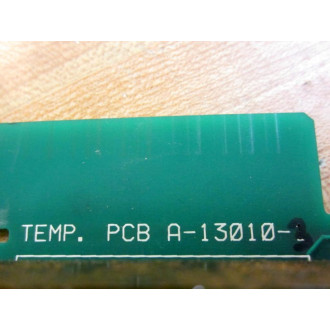 TEMP. PCB A-13010-